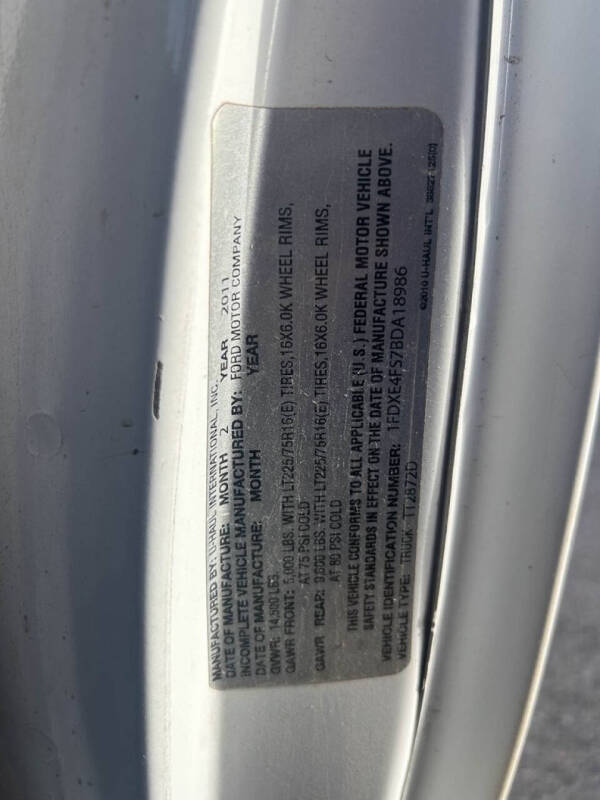 MANUFACTURED BY: U-HAUL INTERNATIONAL, INC.
DATE OF MANUFACTURE: MONTH 2 YEAR 2011
INCOMPLETE VEHICLE MANUFACTURED BY: FORD MOTOR COMPANY
DATE OF MANUFACTURE: MONTH YEAR
GVWR: 14,500 LBS
GAWR FRONT: 5,000 LBS. WITH LT225/75R16(E) TIRES,16X6.0K WHEEL RIMS,
AT 75 PSI COLD
GAWR REAR: 9,600 LBS. WITH LT225/75R16(E) TIRES,16X6.0K WHEEL RIMS,
AT 80 PSI COLD
THIS VEHICLE CONFORMS TO ALL APPLICABLE (U.S.) FEDERAL MOTOR VEHICLE
SAFETY STANDARDS IN EFFECT ON THE DATE OF MANUFACTURE SHOWN ABOVE.
VEHICLE IDENTIFICATION NUMBER: 1FDXE4FS7BDA18986
VEHICLE TYPE: TRUCK TT2872D
©2010 U-HAUL INT'L